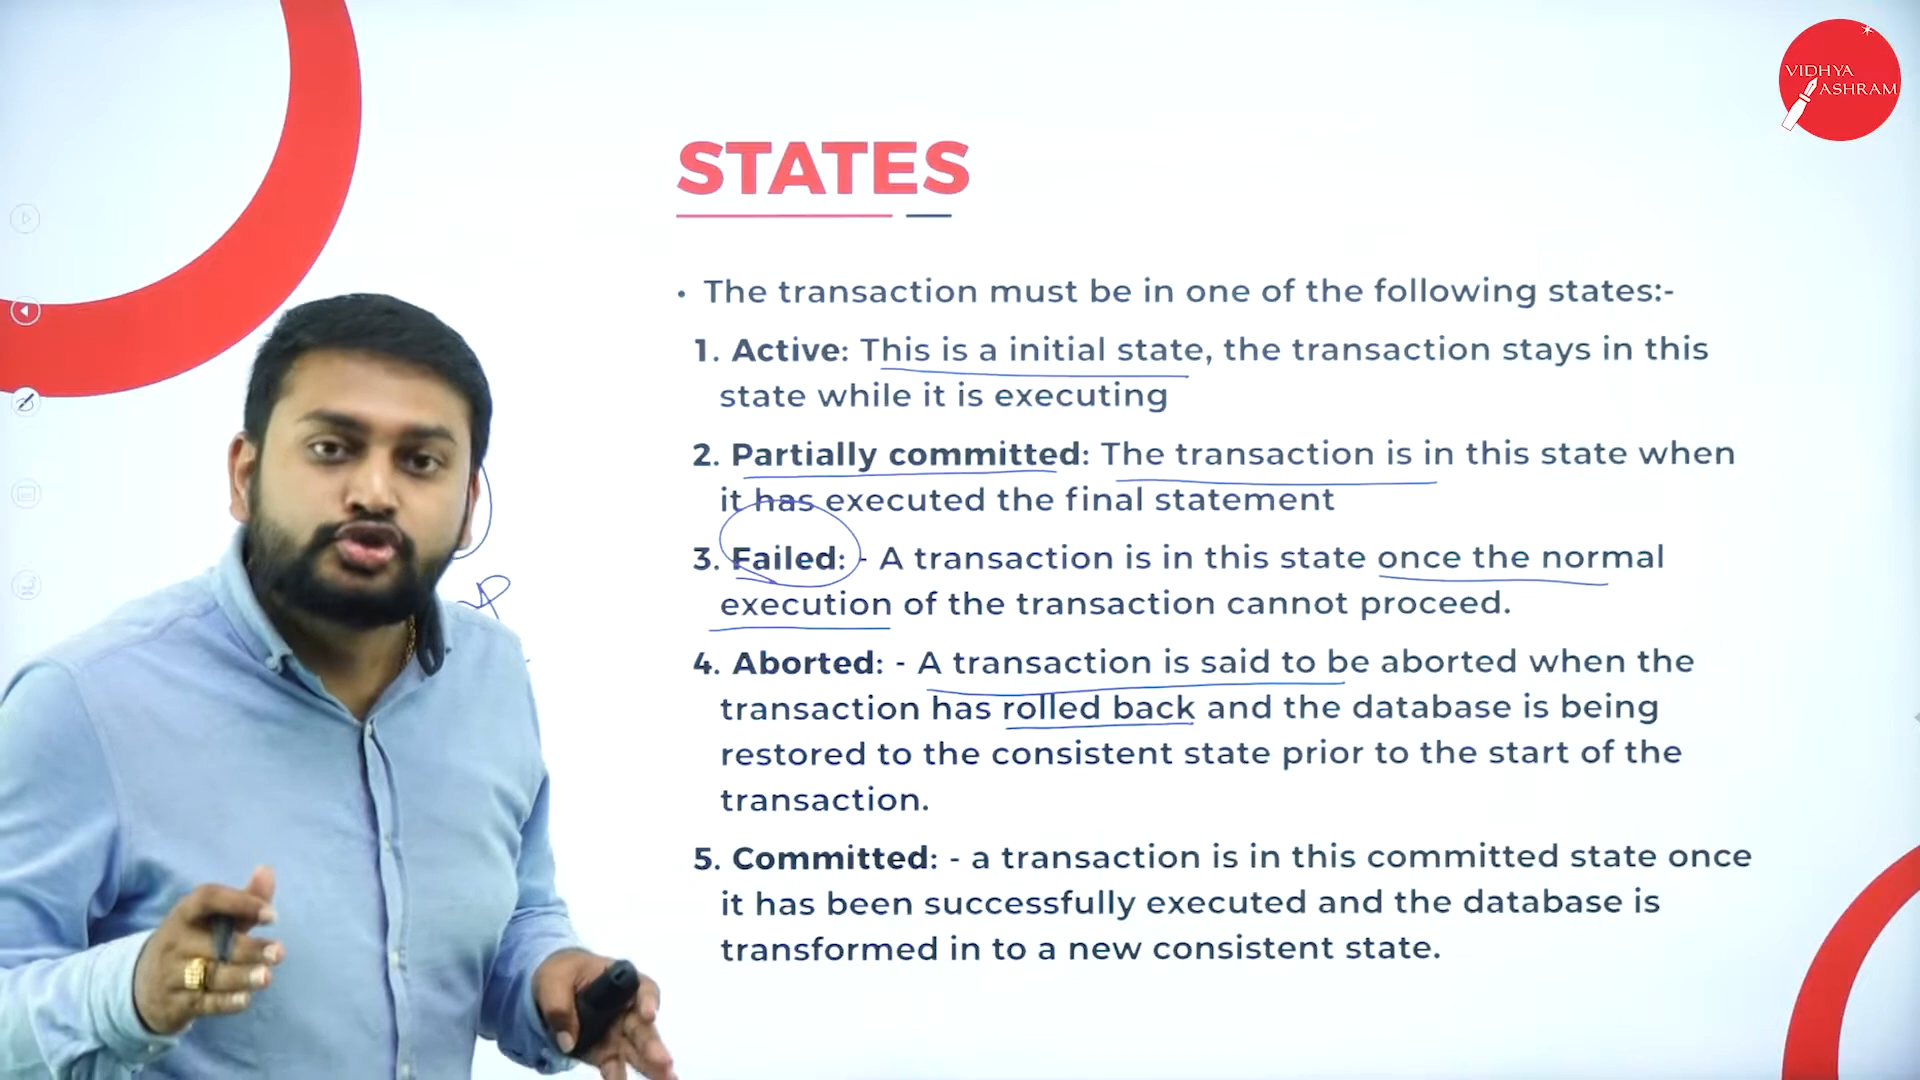 VIDHYA
ASHRAM
STATES
• The transaction must be in one of the following states:-
1. Active: This is a initial state, the transaction stays in this
state while it is executing
2. Partially committed: The transaction is in this state when
it has executed the final statement
3. Failed: - A transaction is in this state once the normal
execution of the transaction cannot proceed.
4. Aborted: - A transaction is said to be aborted when the
transaction has rolled back and the database is being
restored to the consistent state prior to the start of the
transaction.
5. Committed: - a transaction is in this committed state once
it has been successfully executed and the database is
transformed in to a new consistent state.